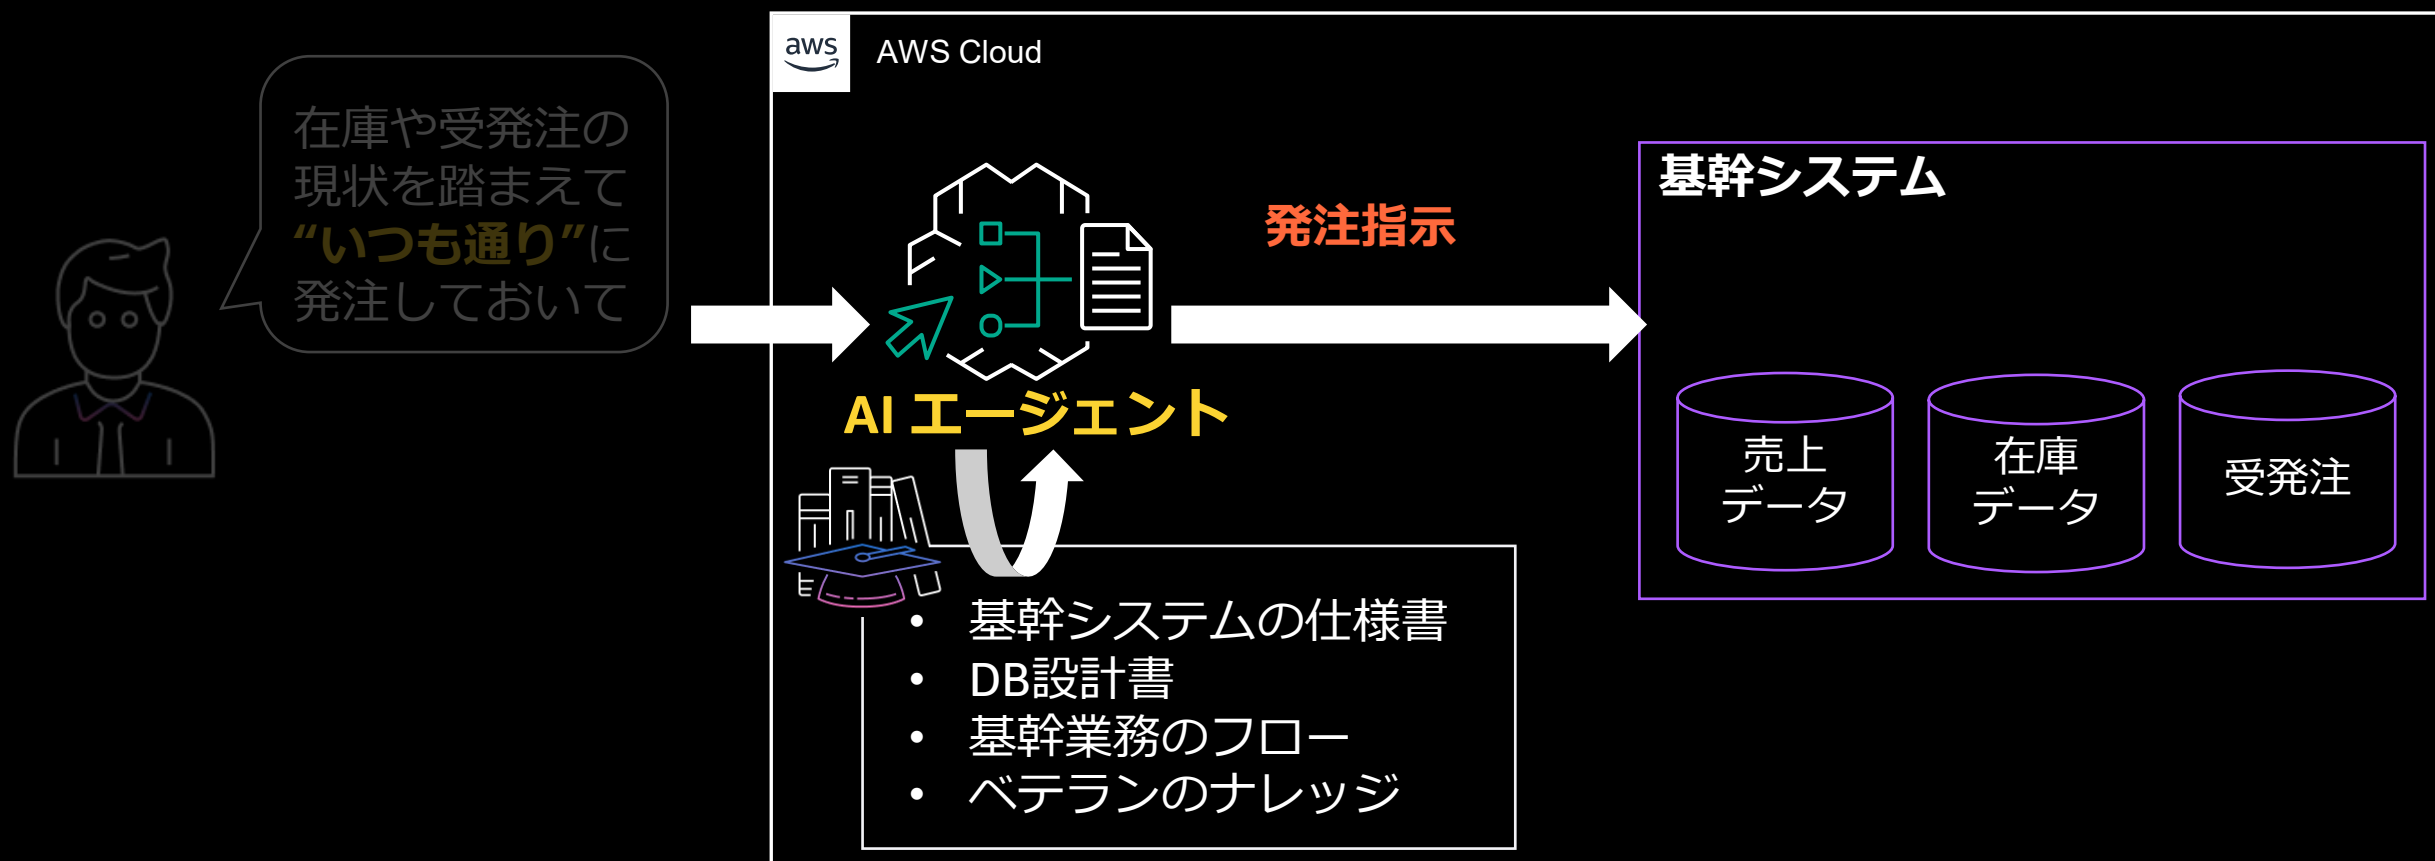 aws
AWS Cloud
在庫や受発注の
現状を踏まえて
“いつも通り”に
発注しておいて
発注指示
基幹システム
AI エージェント
売上
データ
在庫
データ
受発注
• 基幹システムの仕様書
• DB設計書
• 基幹業務のフロー
• ベテランのナレッジ